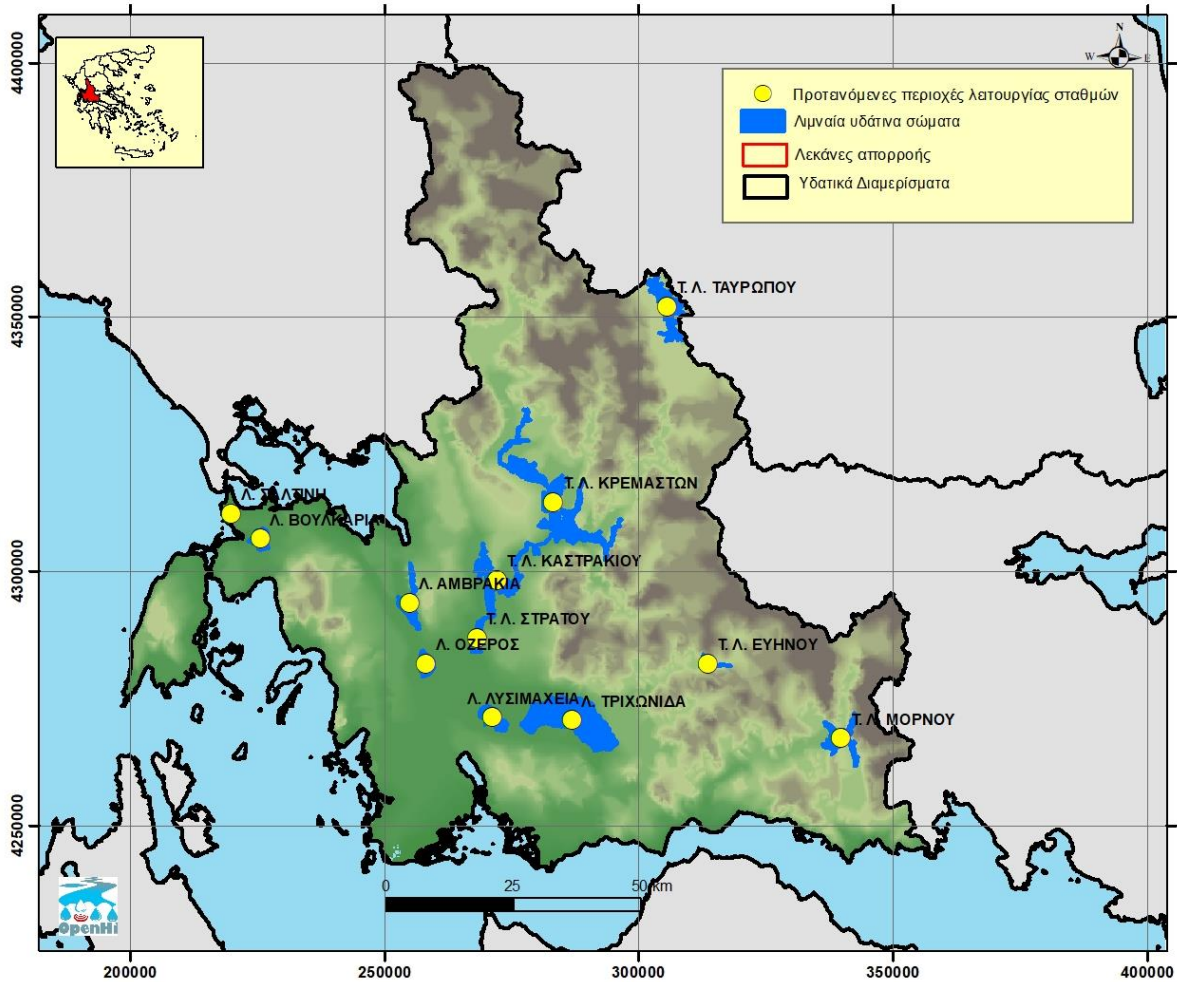 N
W E
S
Προτεινόμενες περιοχές λειτουργίας σταθμών
Λιμναία υδάτινα σώματα
Λεκάνες απορροής
Υδατικά Διαμερίσματα
4400000
4350000
4300000
4250000
Τ. Λ. ΤΑΥΡΩΠΟΥ
Τ. Λ. ΚΡΕΜΑΣΤΩΝ
Λ. ΣΑΛΤΙΝΗ
Λ. ΒΟΥΛΚΑΡΙΑ
Τ. Λ. ΚΑΣΤΡΑΚΙΟΥ
Λ. ΑΜΒΡΑΚΙΑ
Τ. Λ. ΣΤΡΑΤΟΥ
Λ. ΟΖΕΡΟΣ
Τ. Λ. ΕΥΗΝΟΥ
Λ. ΛΥΣΙΜΑΧΕΙΑ
Λ. ΤΡΙΧΩΝΙΔΑ
Τ. Λ. ΜΟΡΝΟΥ
0 25 50 km
OpenHi
200000 250000 300000 350000 400000